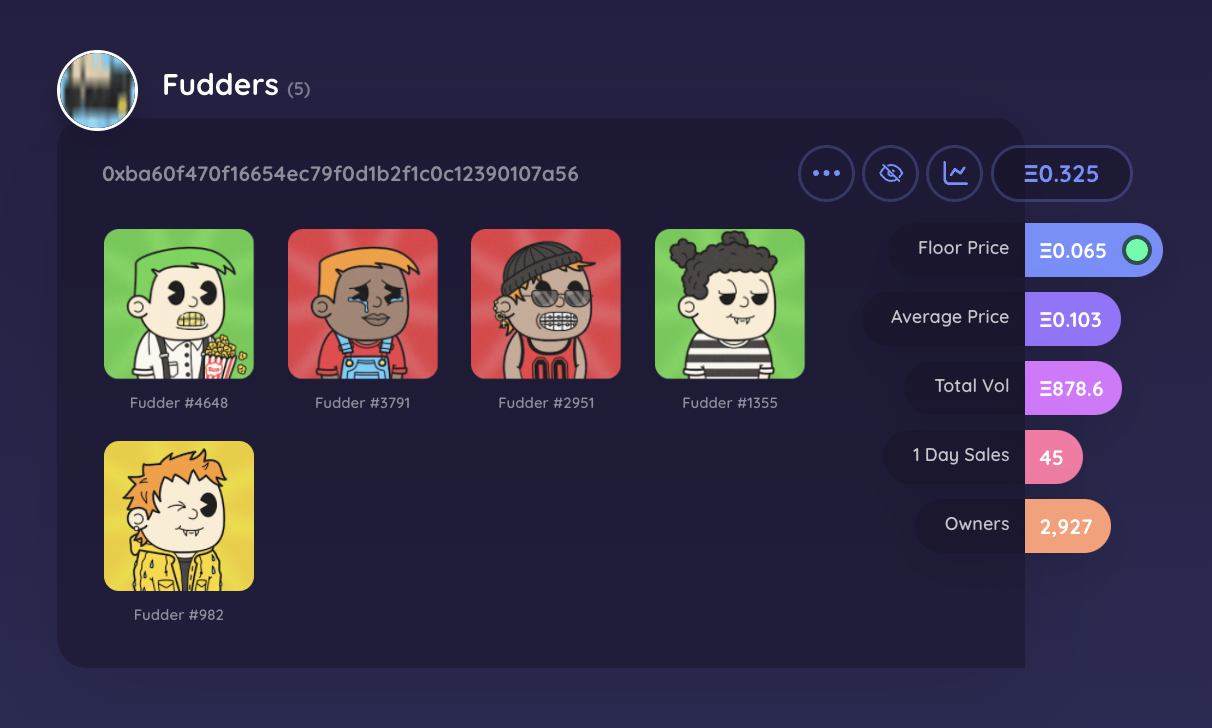 Fudders (5)
0xba60f470f16654ec79f0d1b2f1c0c12390107a56
Ξ0.325
Floor Price Ξ0.065
Average Price Ξ0.103
Total Vol Ξ878.6
1 Day Sales 45
Owners 2,927
Fudder #4648
Fudder #3791
Fudder #2951
Fudder #1355
Fudder #982